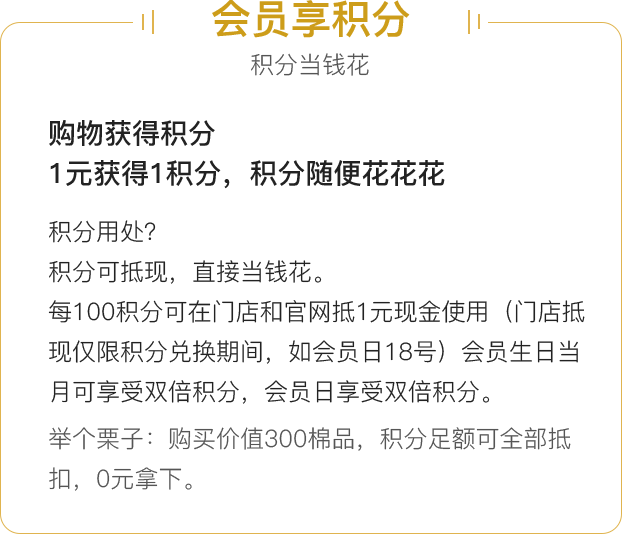 会员享积分
积分当钱花
购物获得积分
1元获得1积分，积分随便花花花
积分用处？
积分可抵现，直接当钱花。
每100积分可在门店和官网抵1元现金使用（门店抵
现仅限积分兑换期间，如会员日18号）会员生日当
月可享受双倍积分，会员日享受双倍积分。
举个栗子：购买价值300棉品，积分足额可全部抵
扣，0元拿下。